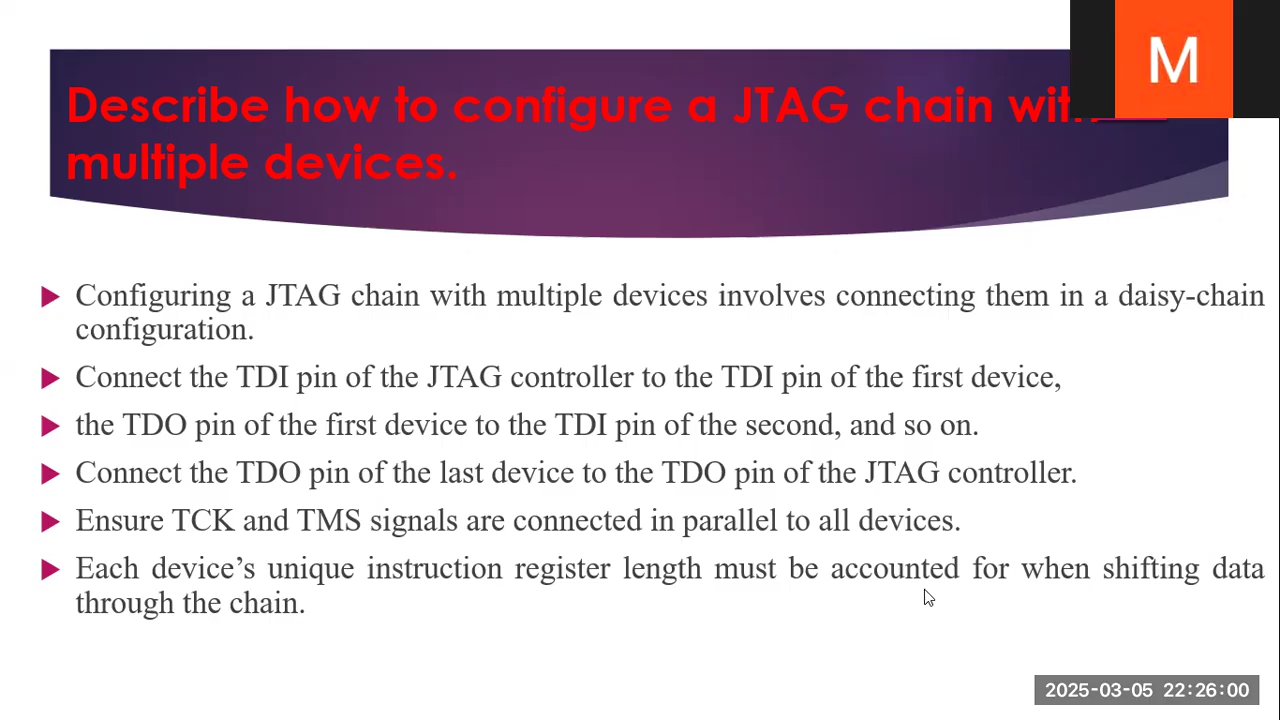 M
Describe how to configure a JTAG chain with
multiple devices.
Configuring a JTAG chain with multiple devices involves connecting them in a daisy-chain
configuration.
Connect the TDI pin of the JTAG controller to the TDI pin of the first device,
the TDO pin of the first device to the TDI pin of the second, and so on.
Connect the TDO pin of the last device to the TDO pin of the JTAG controller.
Ensure TCK and TMS signals are connected in parallel to all devices.
Each device’s unique instruction register length must be accounted for when shifting data
through the chain.
2025-03-05 22:26:00